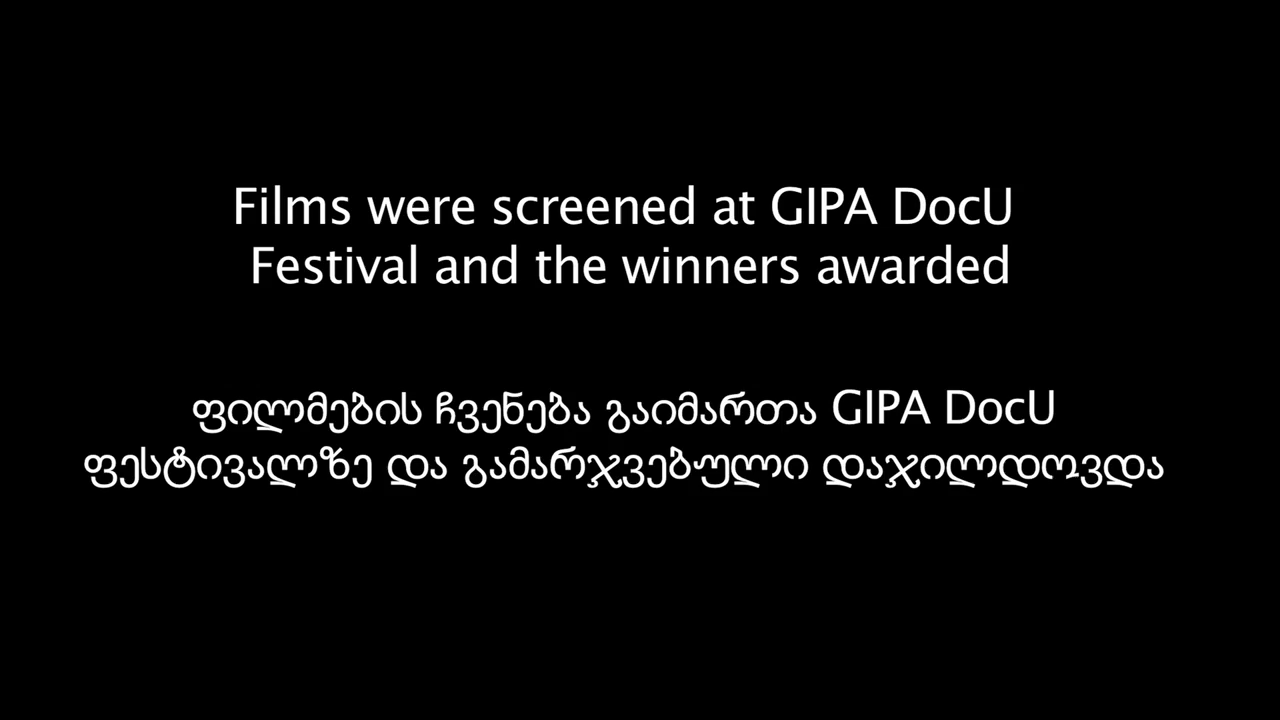 Films were screened at GIPA DocU
Festival and the winners awarded
ფილმების ჩვენება გაიმართა GIPA DocU
ფესტივალზე და გამარჯვებული დაჯილდოვდა